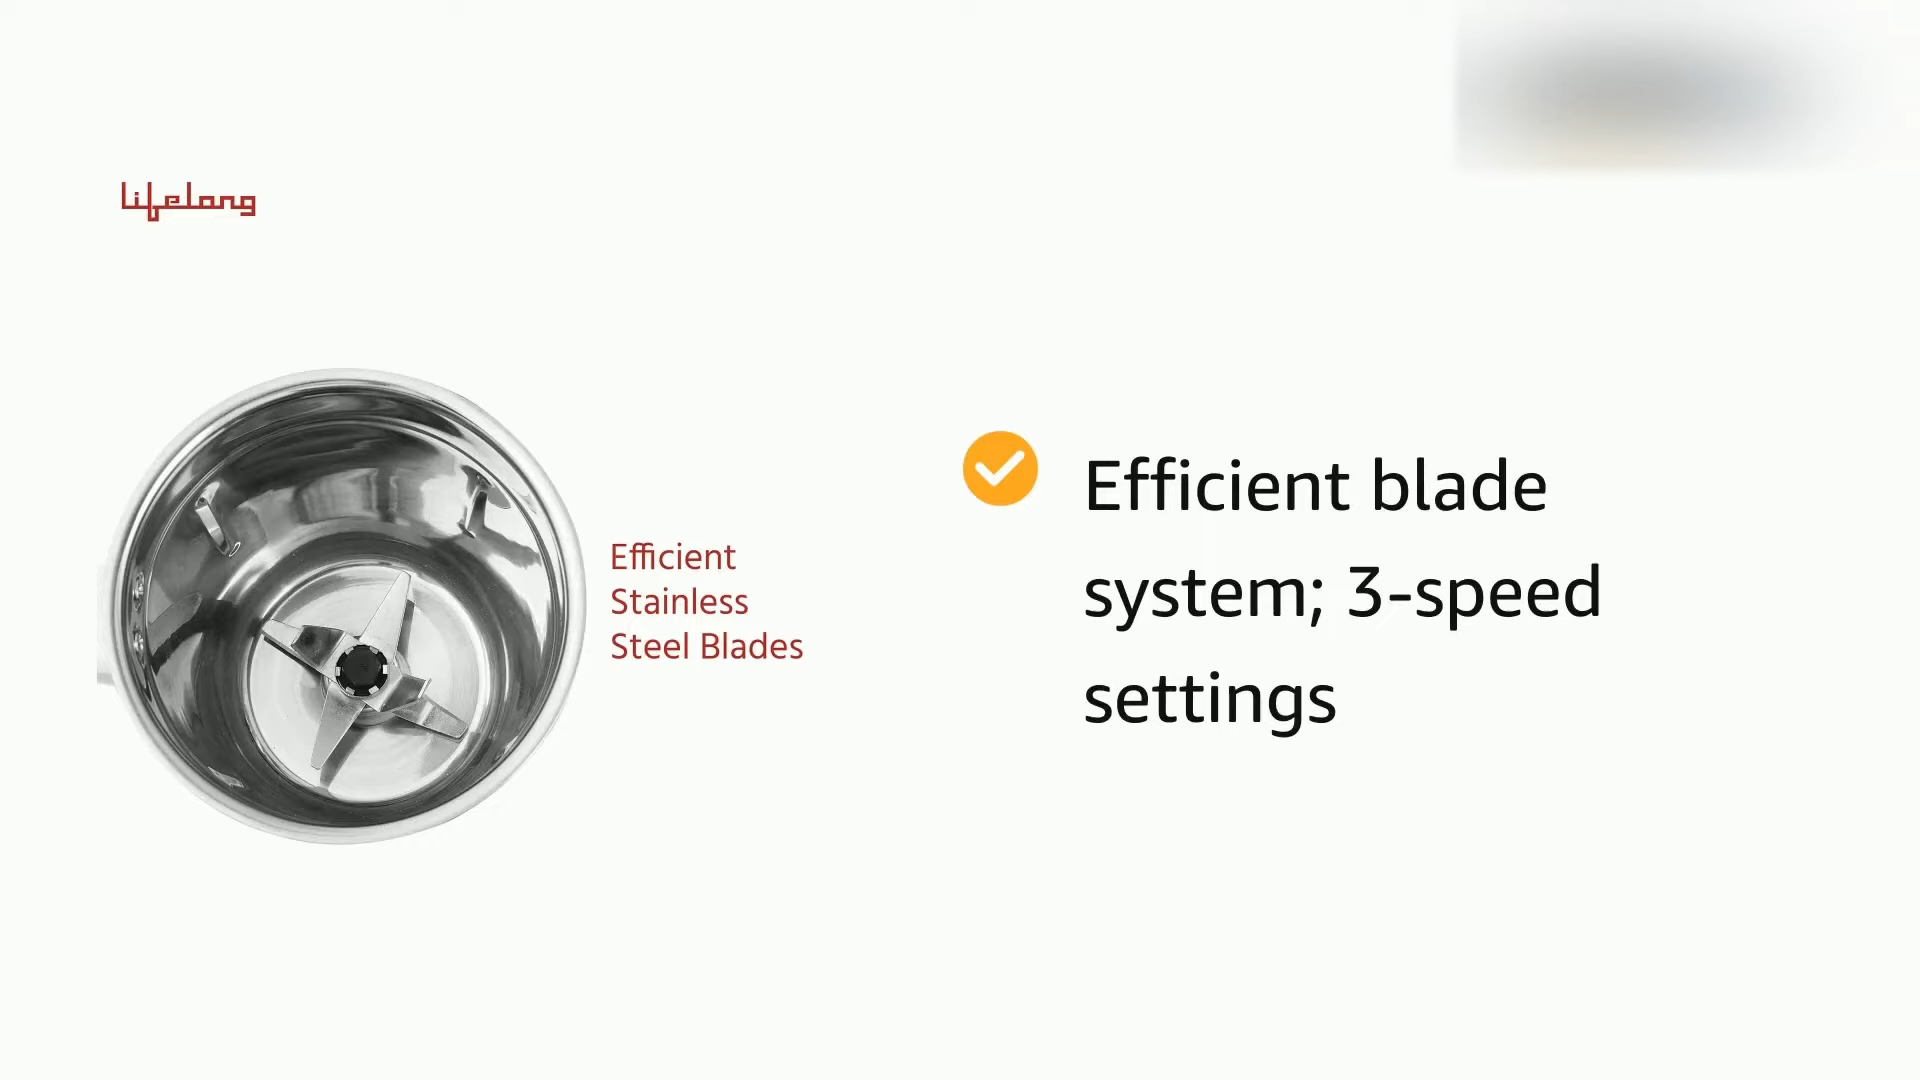 Lifelong
Efficient
Stainless
Steel Blades
Efficient blade
system; 3-speed
settings